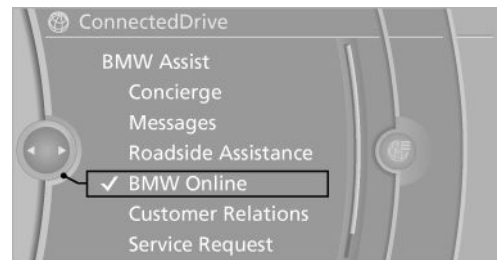 ConnectedDrive
BMW Assist
Concierge
Messages
Roadside Assistance
✓ BMW Online
Customer Relations
Service Request